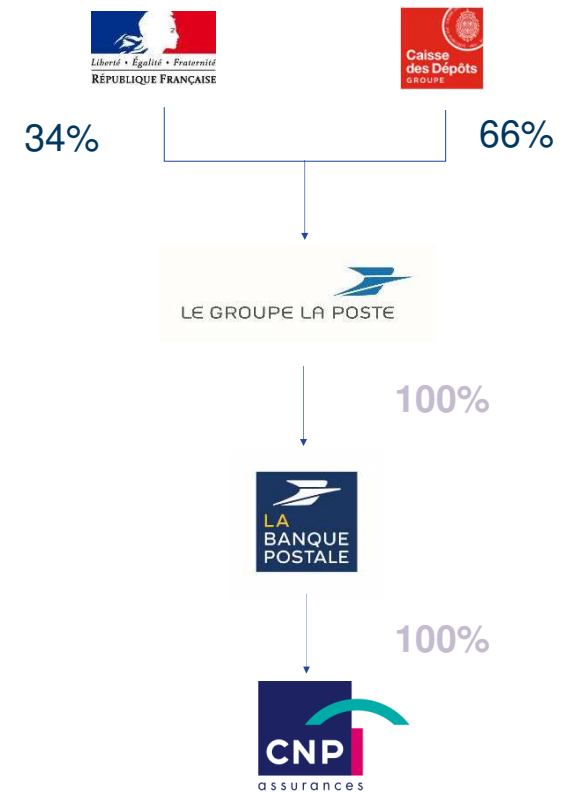 Liberté • Égalité • Fraternité
RÉPUBLIQUE FRANÇAISE
Caisse
des Dépôts
GROUPE
34%
66%
LE GROUPE LA POSTE
100%
LA
BANQUE
POSTALE
100%
CNP
assurances